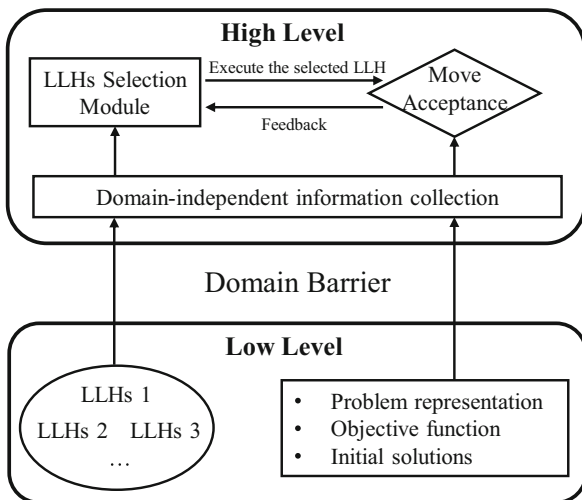 High Level
LLHs Selection
Module
Execute the selected LLH
Feedback
Move
Acceptance
Domain-independent information collection
Domain Barrier
Low Level
LLHs 1
LLHs 2 LLHs 3
…
• Problem representation
• Objective function
• Initial solutions